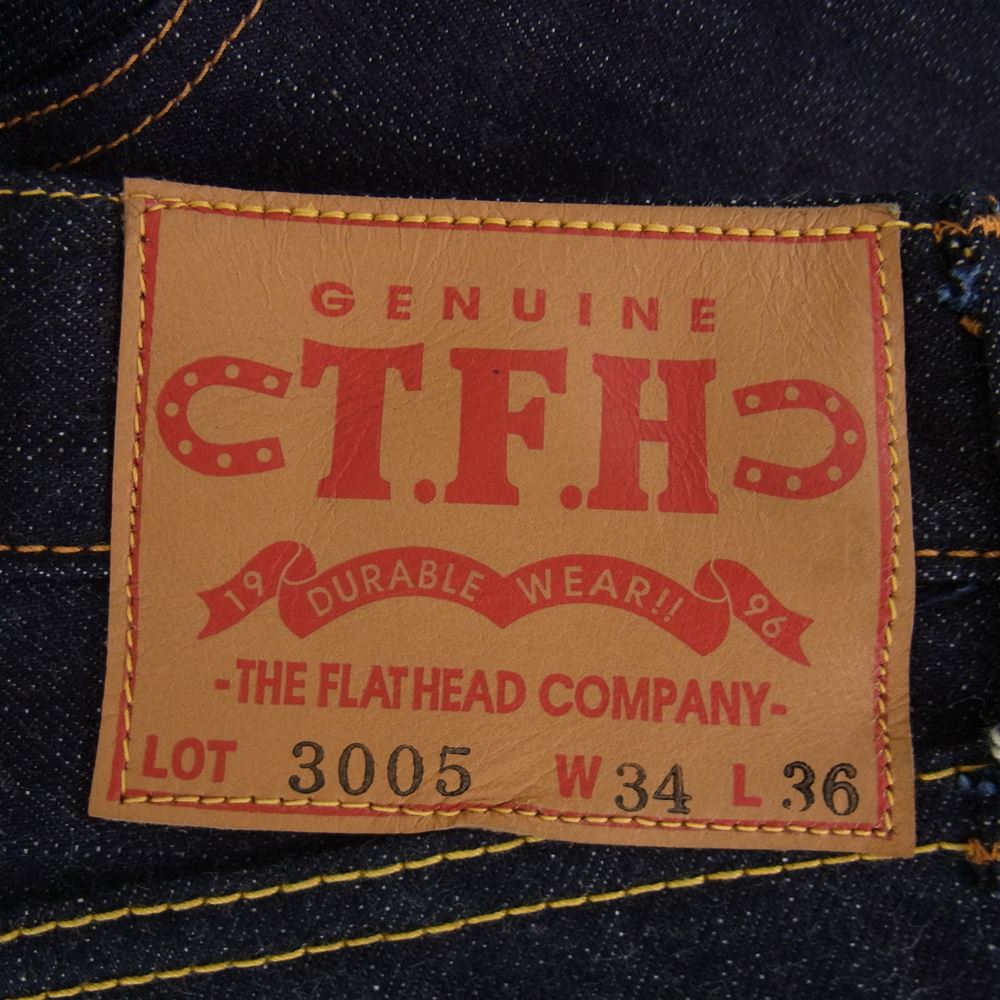 GENUINE
T.F.H
19 DURABLE WEAR!! 96
-THE FLATHEAD COMPANY-
LOT 3005 W 34 L 36